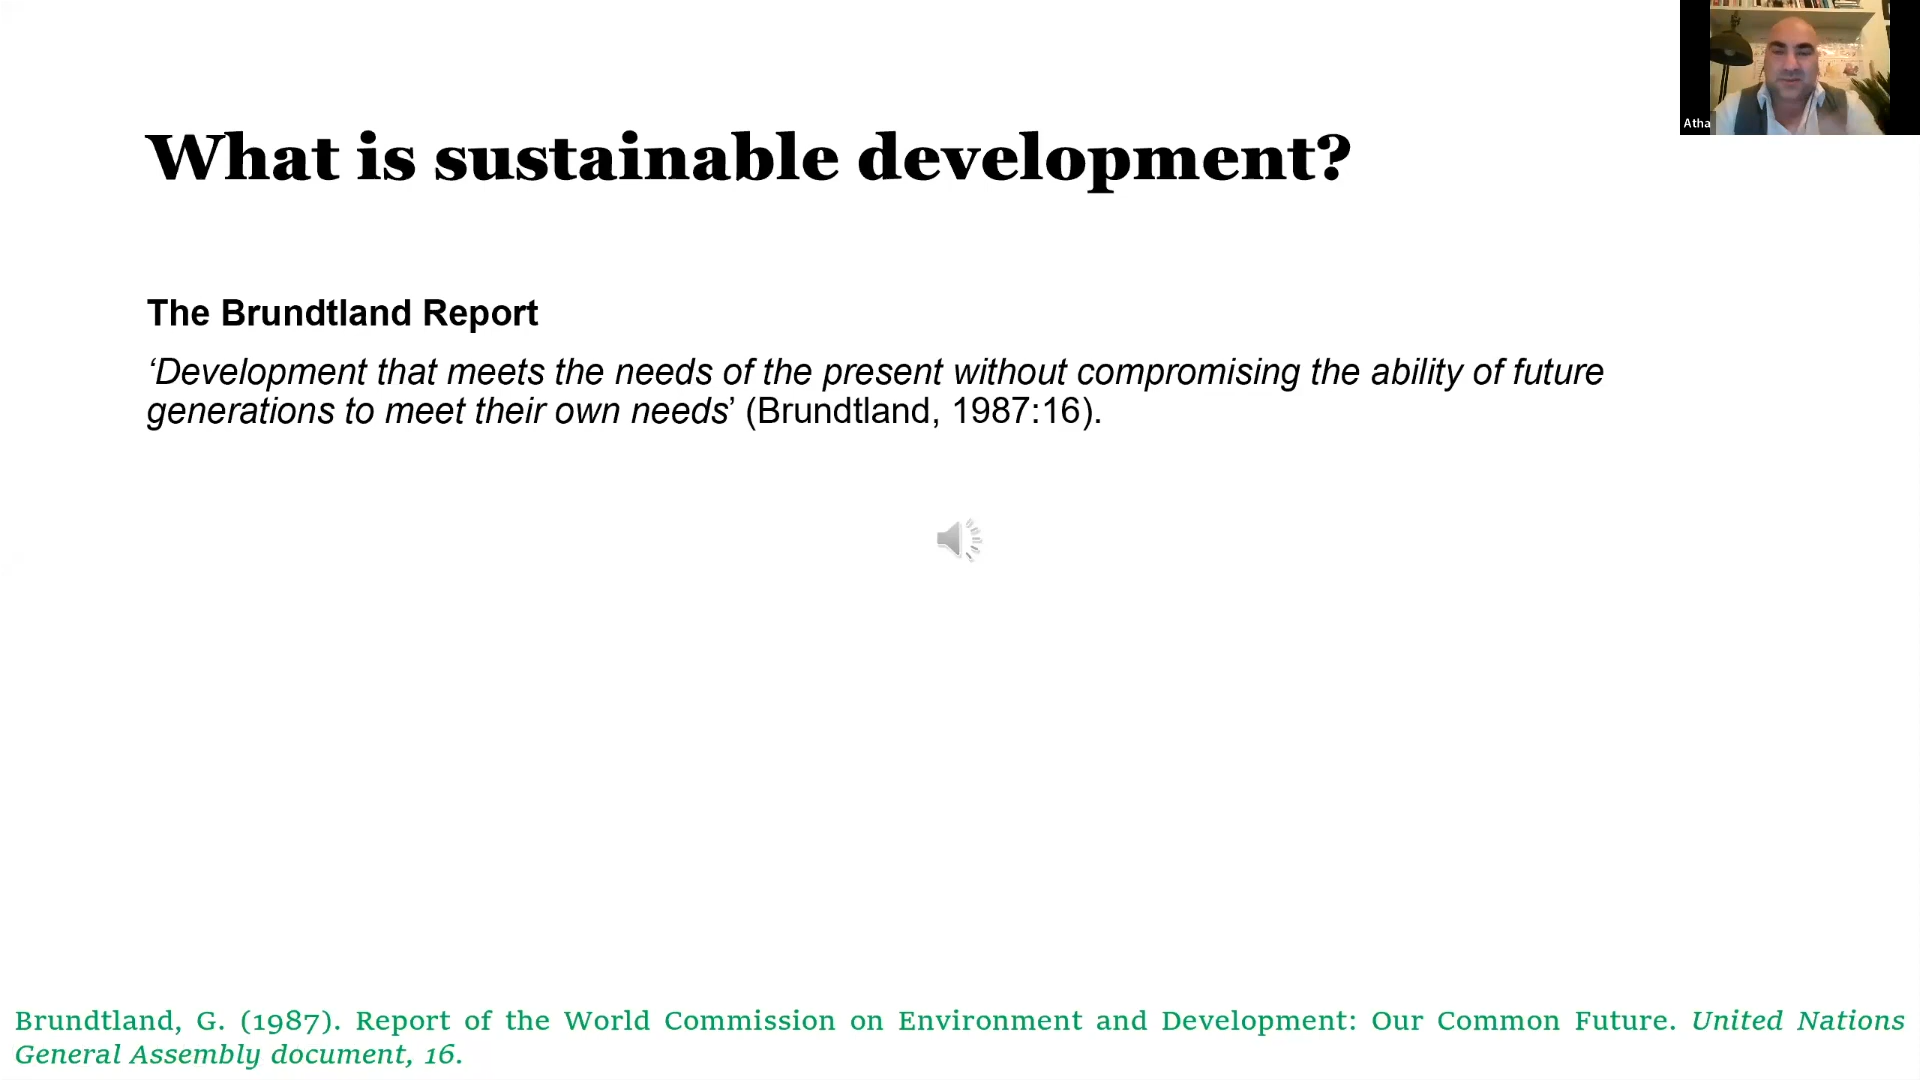 What is sustainable development?
Atha
The Brundtland Report
‘Development that meets the needs of the present without compromising the ability of future
generations to meet their own needs’ (Brundtland, 1987:16).
Brundtland, G. (1987). Report of the World Commission on Environment and Development: Our Common Future. United Nations
General Assembly document, 16.